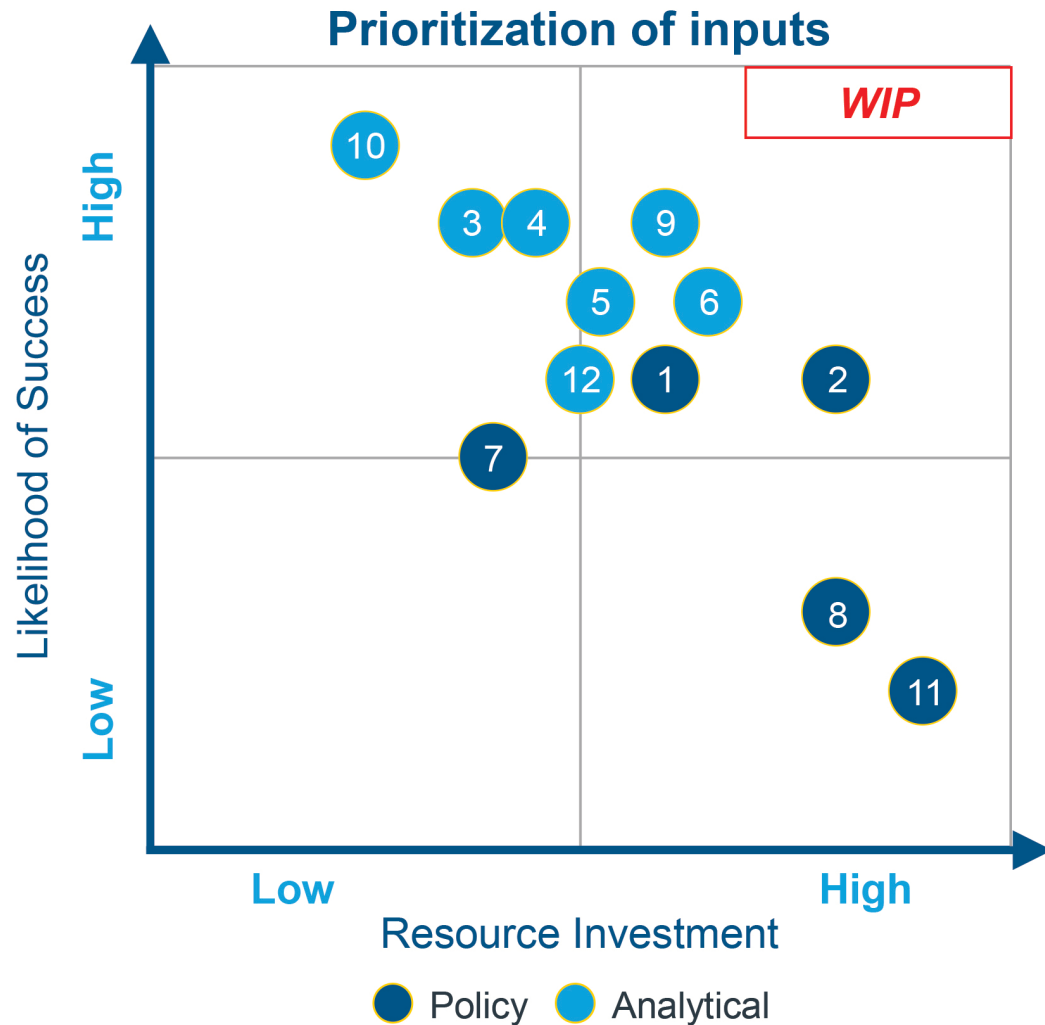 Prioritization of inputs
WIP
High
Likelihood of Success
Low
10
3 4 9
5 6
12 1 2
7
8
11
Low High
Resource Investment
Policy Analytical